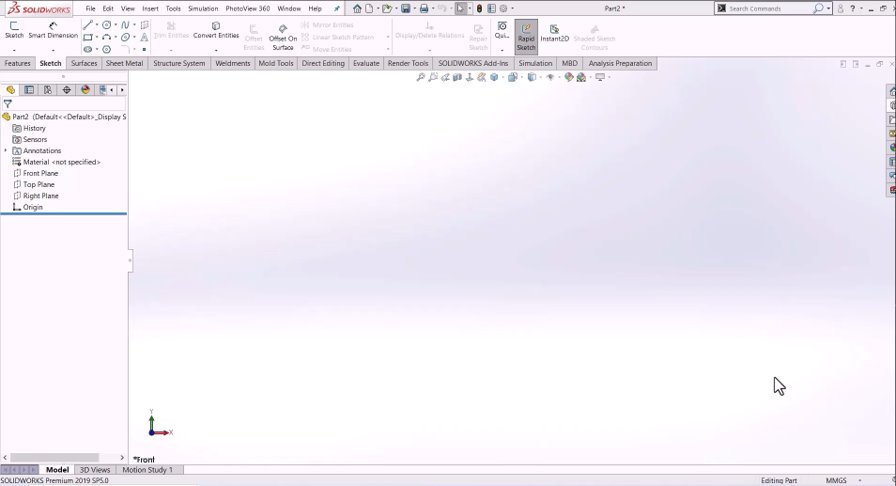 SOLIDWORKS File Edit View Insert Tools Simulation PhotoView 360 Window Help Part2 * Search Commands
Sketch Smart Dimension Trim Entities Convert Entities Offset Entities Offset On Surface Mirror Entities Linear Sketch Pattern Move Entities Display/Delete Relations Repair Sketch Qui... Rapid Sketch Instant2D Shaded Sketch Contours
Features Sketch Surfaces Sheet Metal Structure System Weldments Mold Tools Direct Editing Evaluate Render Tools SOLIDWORKS Add-Ins Simulation MBD Analysis Preparation
Part2 (Default<<Default>_Display S
History
Sensors
Annotations
Material <not specified>
Front Plane
Top Plane
Right Plane
Origin
Y
X
*Front
Model 3D Views Motion Study 1
SOLIDWORKS Premium 2019 SP5.0 Editing Part MMGS